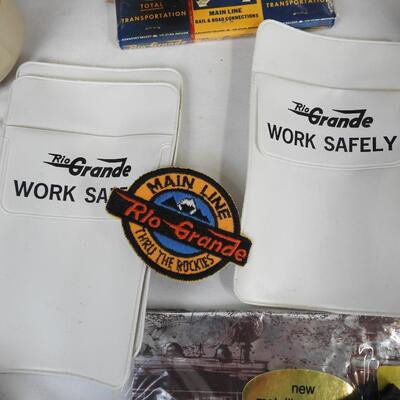 TOTAL
TRANSPORTATION
MAIN LINE
RAIL & ROAD CONNECTIONS
TRANSPORTATION
Rio Grande
WORK SAFELY
Rio Grande
WORK SAFE
MAIN LINE
Rio Grande
THRU THE ROCKIES
new